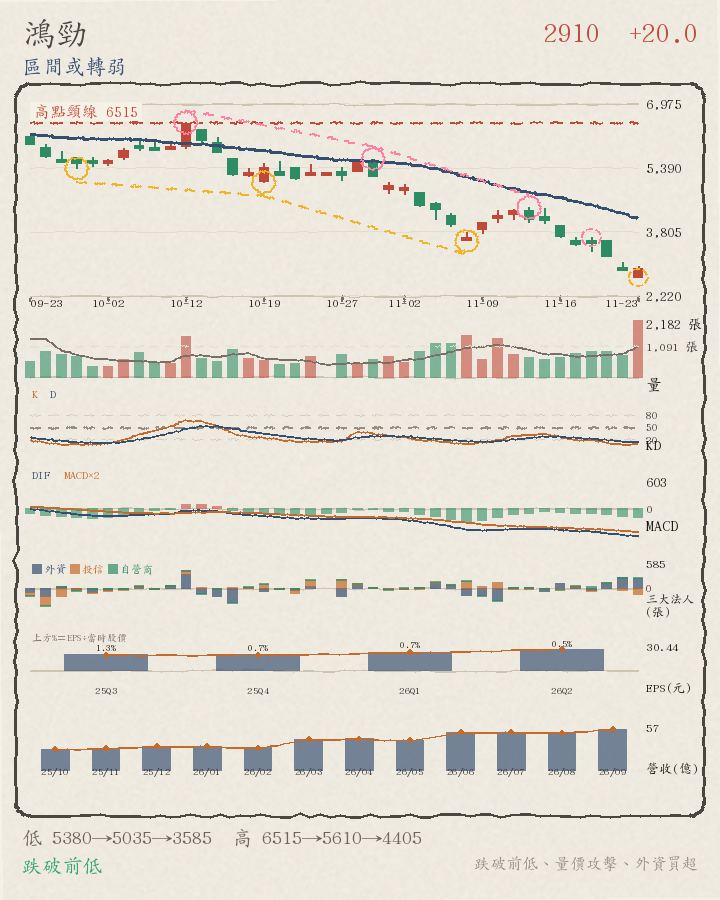 鴻勁
2910 +20.0
區間或轉弱
高點頸線 6515
6,975
5,390
3,805
2,220
09-23 10-02 10-12 10-19 10-27 11-02 11-09 11-16 11-23
2,182 張
1,091 張
量
K D
80
50
20
KD
DIF MACD×2
603
0
MACD
外資 投信 自營商
585
0
三大法人
(張)
上方%=EPS÷當時股價
1.3% 0.7% 0.7% 0.5%
30.44
25Q3 25Q4 26Q1 26Q2
EPS(元)
57
25/10 25/11 25/12 26/01 26/02 26/03 26/04 26/05 26/06 26/07 26/08 26/09
營收(億)
低 5380→5035→3585 高 6515→5610→4405
跌破前低
跌破前低、量價攻擊、外資買超